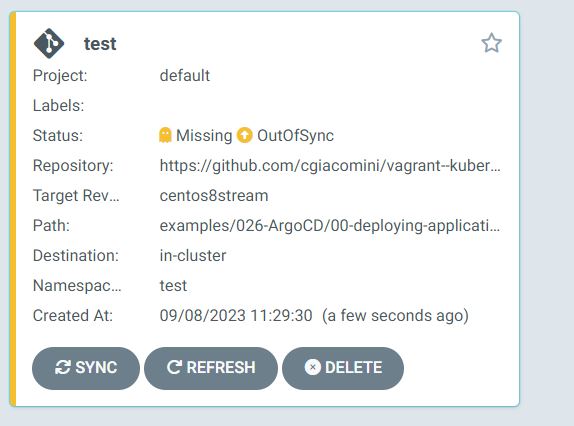 test
Project: default
Labels:
Status: Missing OutOfSync
Repository: https://github.com/cgiacomini/vagrant--kuber...
Target Rev... centos8stream
Path: examples/026-ArgoCD/00-deploying-applicati...
Destination: in-cluster
Namespac... test
Created At: 09/08/2023 11:29:30 (a few seconds ago)
SYNC REFRESH DELETE